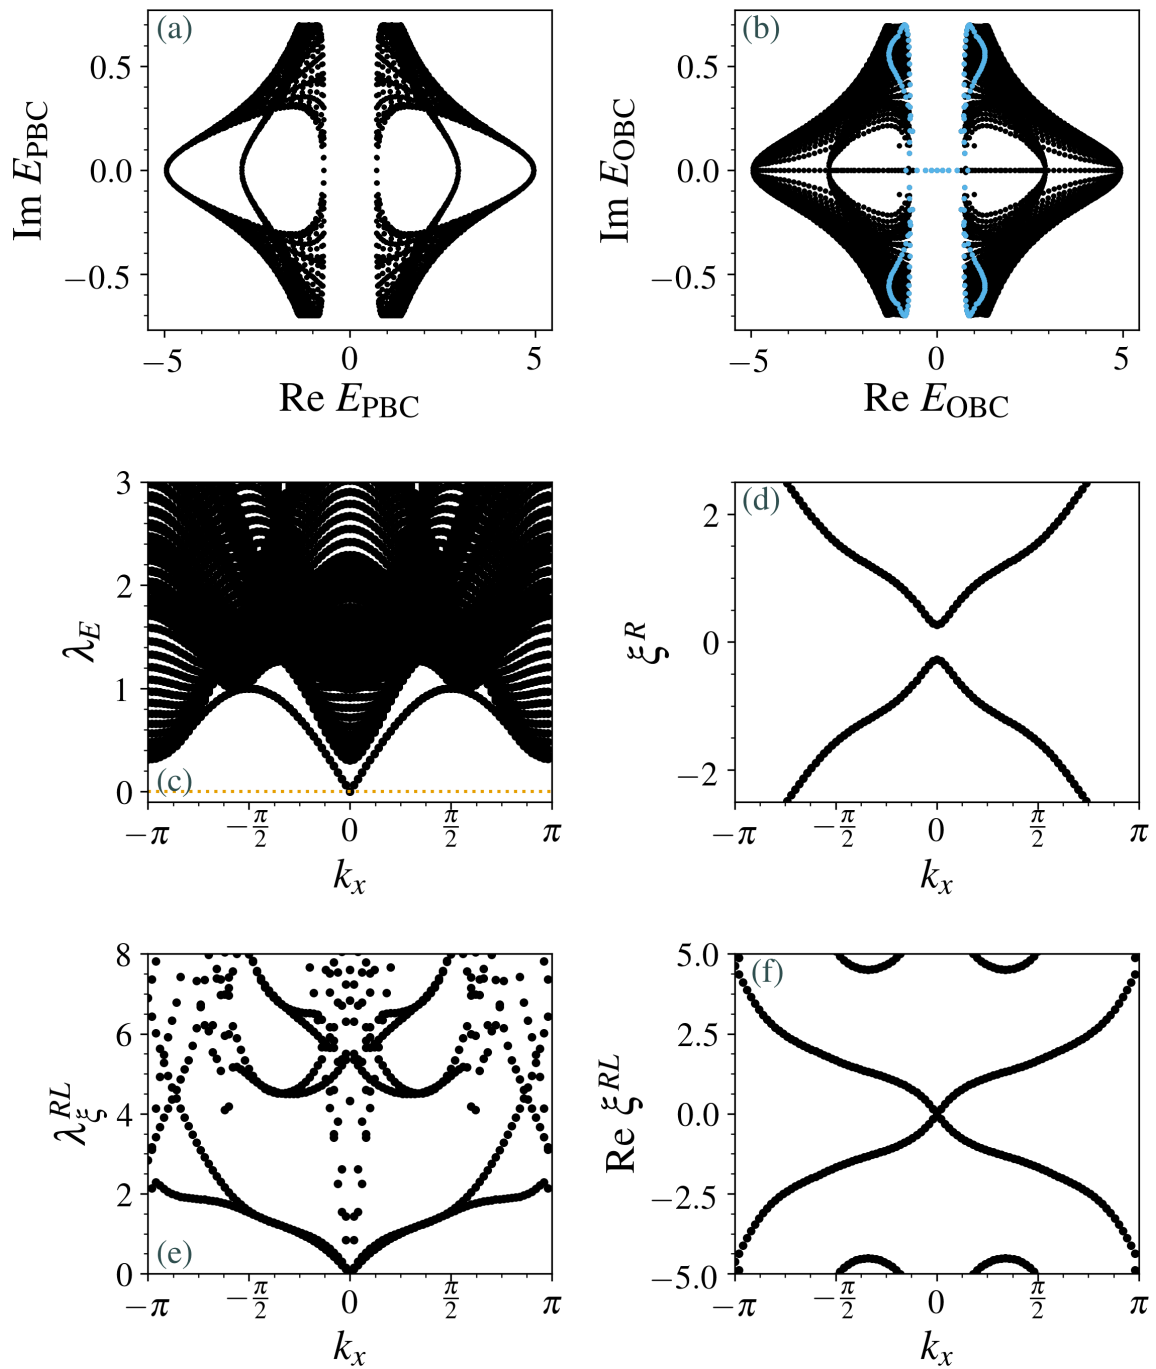 (a)
0.5
0.0
−0.5
Im E_PBC
−5
0
5
Re E_PBC
(b)
0.5
0.0
−0.5
Im E_OBC
−5
0
5
Re E_OBC
(c)
3
2
1
0
λ_E
−π
−π/2
0
π/2
π
k_x
(d)
2
0
−2
ξ^R
−π
−π/2
0
π/2
π
k_x
(e)
8
6
4
2
0
λ_ξ^RL
−π
−π/2
0
π/2
π
k_x
(f)
5.0
2.5
0.0
−2.5
−5.0
Re ξ^RL
−π
−π/2
0
π/2
π
k_x